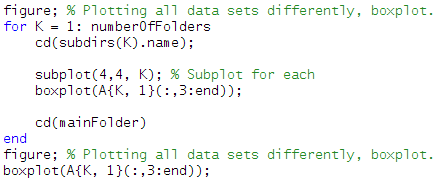 figure; % Plotting all data sets differently, boxplot.
for K = 1: numberOfFolders
    cd(subdirs(K).name);

    subplot(4,4, K); % Subplot for each
    boxplot(A{K, 1}(:,3:end));

    cd(mainFolder)
end
figure; % Plotting all data sets differently, boxplot.
boxplot(A{K, 1}(:,3:end));